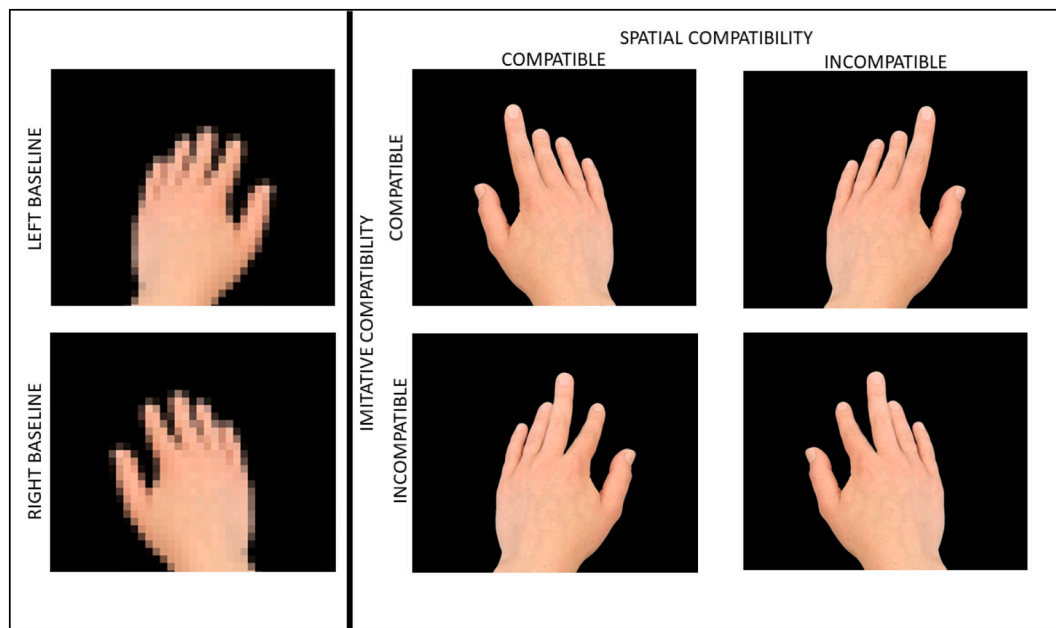 SPATIAL COMPATIBILITY
COMPATIBLE
INCOMPATIBLE
LEFT BASELINE
RIGHT BASELINE
IMITATIVE COMPATIBILITY
COMPATIBLE
INCOMPATIBLE